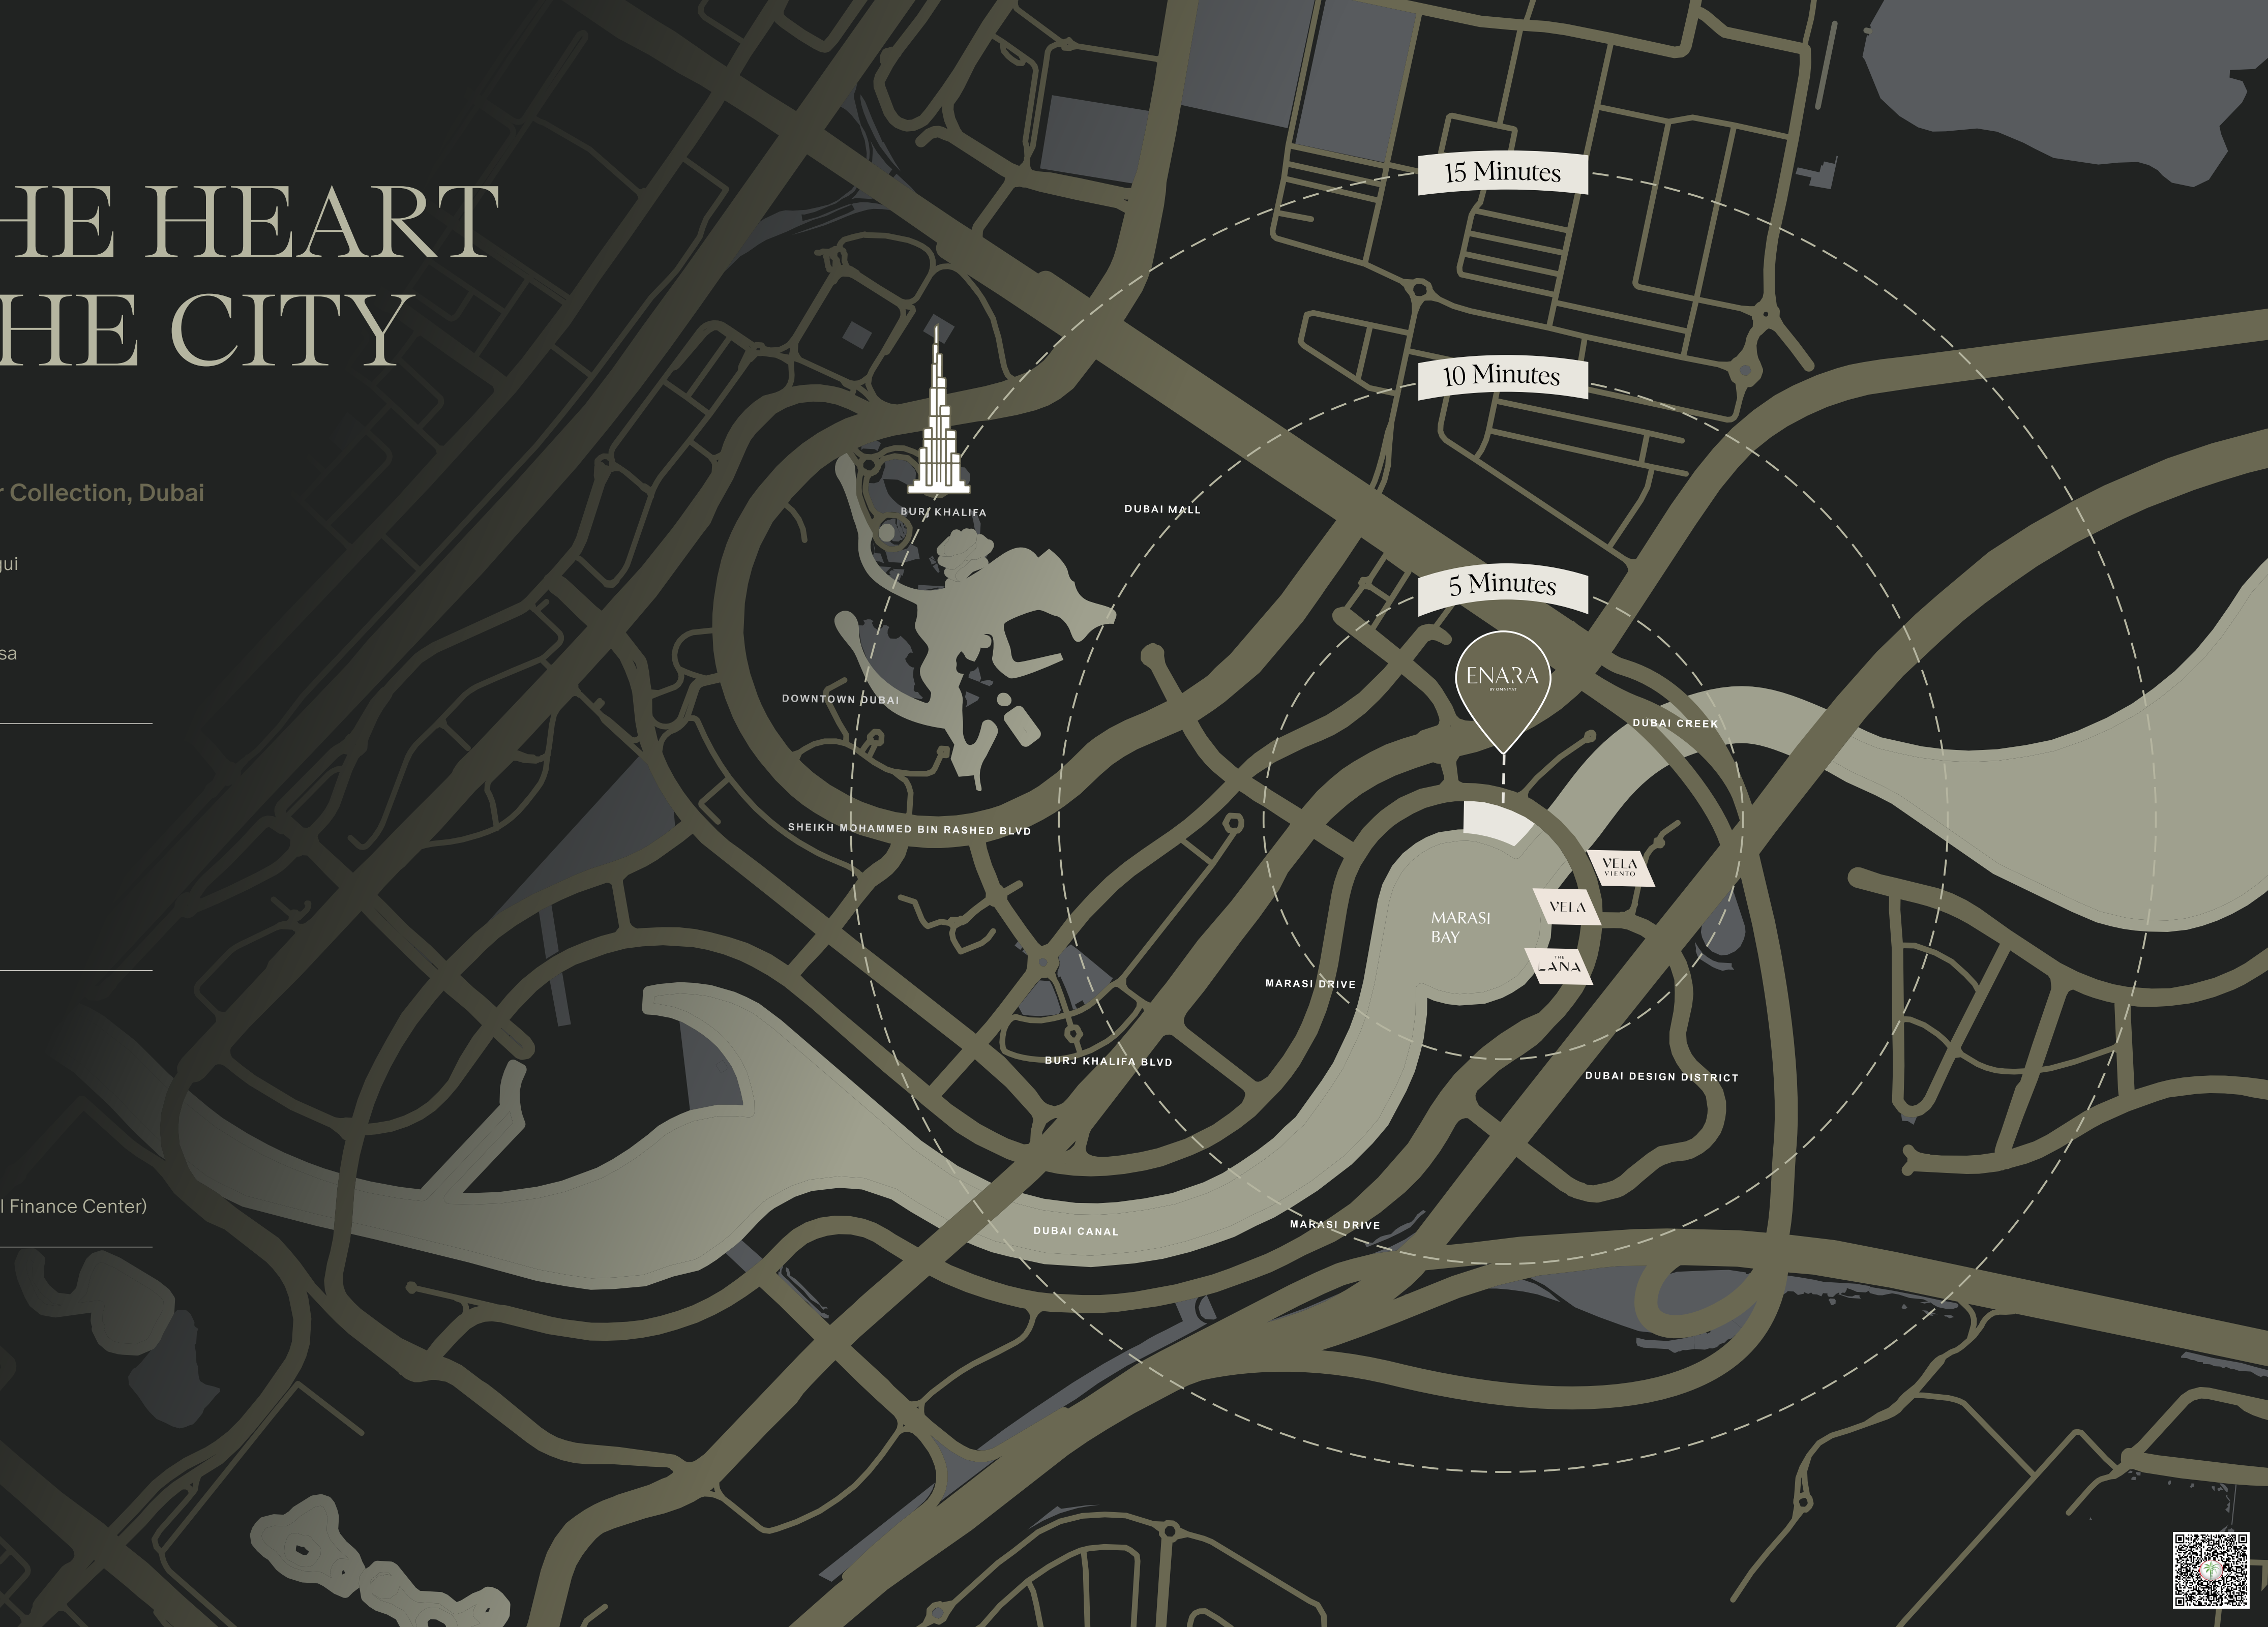 HE HEART
HE CITY
r Collection, Dubai
gui
sa
l Finance Center)
15 Minutes
10 Minutes
5 Minutes
ENARA
BY OMNIYAT
BURJ KHALIFA
DUBAI MALL
DOWNTOWN DUBAI
DUBAI CREEK
SHEIKH MOHAMMED BIN RASHED BLVD
VELA
VIENTO
VELA
MARASI
BAY
THE
LANA
MARASI DRIVE
BURJ KHALIFA BLVD
DUBAI DESIGN DISTRICT
MARASI DRIVE
DUBAI CANAL